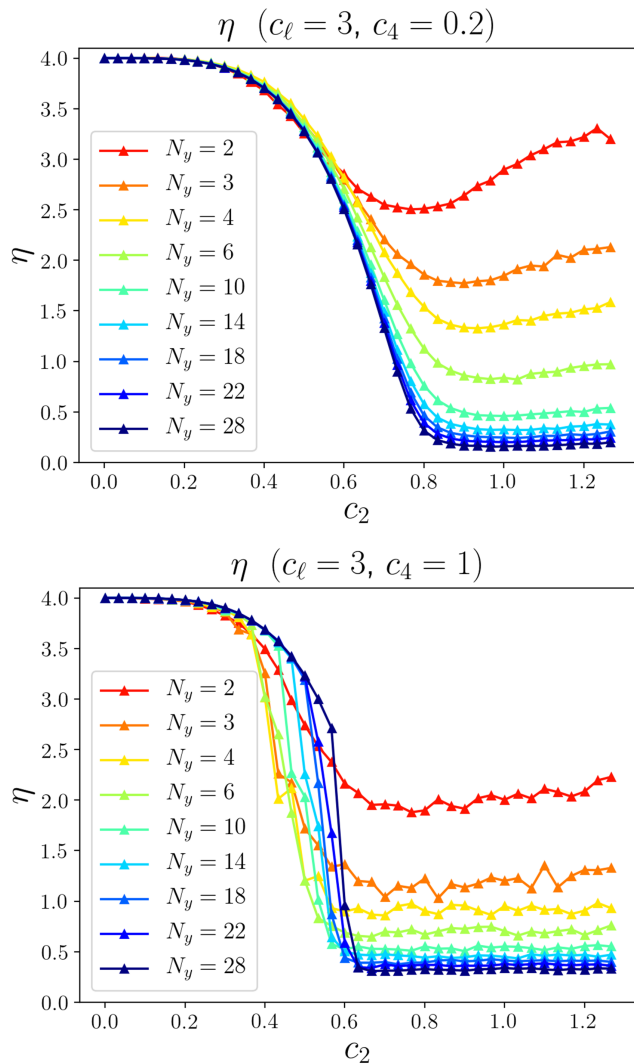 η (cℓ = 3, c4 = 0.2)
4.0
3.5
3.0
2.5
2.0
1.5
1.0
0.5
0.0
η
Ny = 2
Ny = 3
Ny = 4
Ny = 6
Ny = 10
Ny = 14
Ny = 18
Ny = 22
Ny = 28
0.0 0.2 0.4 0.6 0.8 1.0 1.2
c2
η (cℓ = 3, c4 = 1)
4.0
3.5
3.0
2.5
2.0
1.5
1.0
0.5
0.0
η
Ny = 2
Ny = 3
Ny = 4
Ny = 6
Ny = 10
Ny = 14
Ny = 18
Ny = 22
Ny = 28
0.0 0.2 0.4 0.6 0.8 1.0 1.2
c2